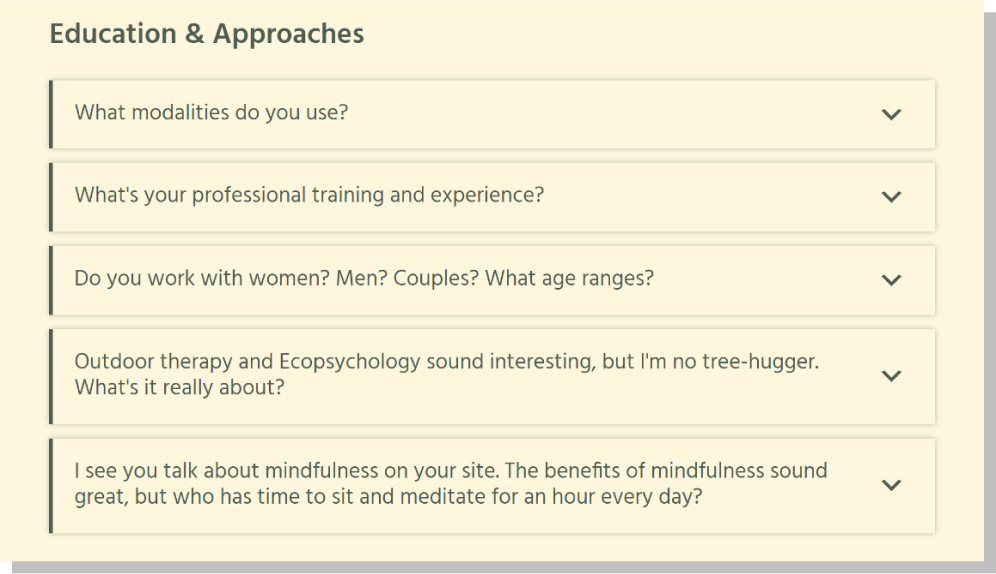 Education & Approaches
What modalities do you use?
What's your professional training and experience?
Do you work with women? Men? Couples? What age ranges?
Outdoor therapy and Ecopsychology sound interesting, but I'm no tree-hugger.
What's it really about?
I see you talk about mindfulness on your site. The benefits of mindfulness sound
great, but who has time to sit and meditate for an hour every day?